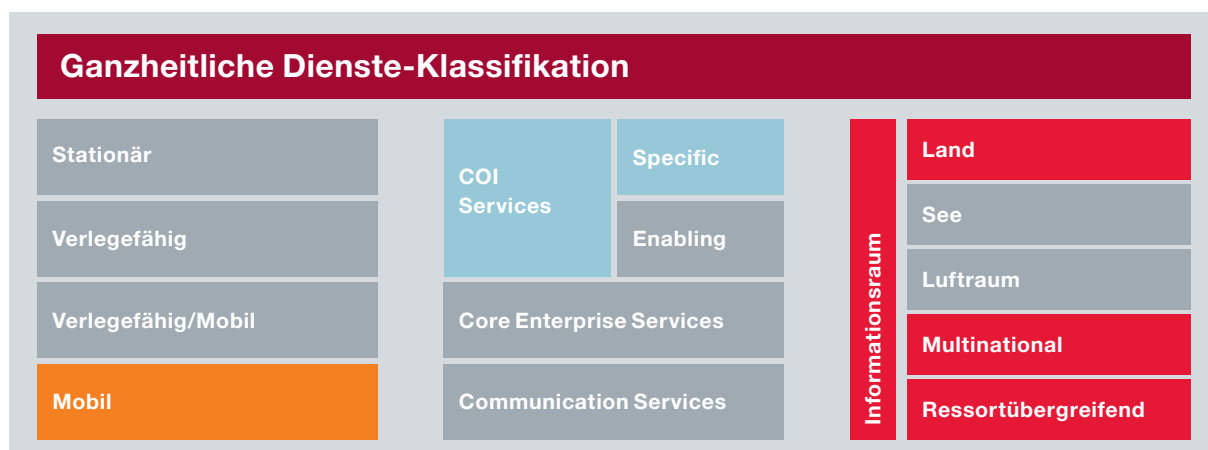 Ganzheitliche Dienste-Klassifikation
Stationär
Verlegefähig
Verlegefähig/Mobil
Mobil
COI
Services
Specific
Enabling
Core Enterprise Services
Communication Services
Informationsraum
Land
See
Luftraum
Multinational
Ressortübergreifend